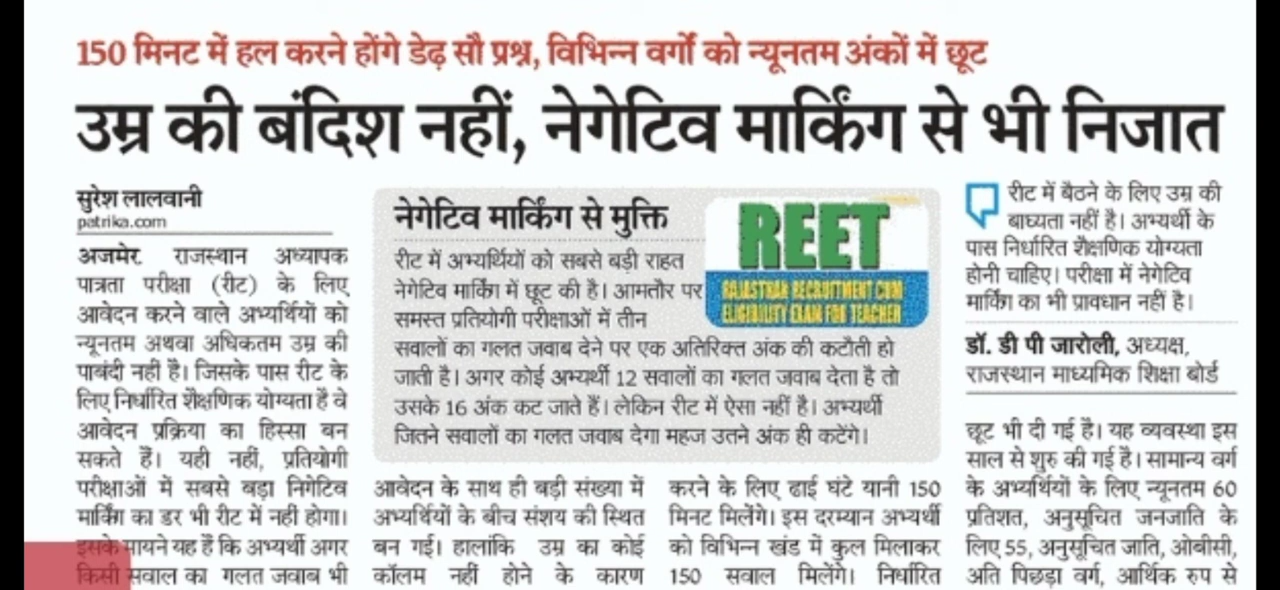 150 मिनट में हल करने होंगे डेढ़ सौ प्रश्न, विभिन्न वर्गों को न्यूनतम अंकों में छूट
उम्र की बंदिश नहीं, नेगेटिव मार्किंग से भी निजात
सुरेश लालवानी
patrika.com
अजमेर. राजस्थान अध्यापक
पात्रता परीक्षा (रीट) के लिए
आवेदन करने वाले अभ्यर्थियों को
न्यूनतम अथवा अधिकतम उम्र की
पाबंदी नहीं है। जिसके पास रीट के
लिए निर्धारित शैक्षणिक योग्यता है वे
आवेदन प्रक्रिया का हिस्सा बन
सकते हैं। यही नहीं, प्रतियोगी
परीक्षाओं में सबसे बड़ा निगेटिव
मार्किंग का डर भी रीट में नही होगा।
इसके मायने यह हैं कि अभ्यर्थी अगर
किसी सवाल का गलत जवाब भी
नेगेटिव मार्किंग से मुक्ति
रीट में अभ्यर्थियों को सबसे बड़ी राहत
नेगेटिव मार्किंग में छूट की है। आमतौर पर
समस्त प्रतियोगी परीक्षाओं में तीन
सवालों का गलत जवाब देने पर एक अतिरिक्त अंक की कटौती हो
जाती है। अगर कोई अभ्यर्थी 12 सवालों का गलत जवाब देता है तो
उसके 16 अंक कट जाते हैं। लेकिन रीट में ऐसा नहीं है। अभ्यर्थी
जितने सवालों का गलत जवाब देगा महज उतने अंक ही कटेंगे।
REET
RAJASTHAN RECRUITMENT CUM
ELIGIBILITY EXAM FOR TEACHER
आवेदन के साथ ही बड़ी संख्या में
अभ्यर्थियों के बीच संशय की स्थित
बन गई। हालांकि उम्र का कोई
कॉलम नहीं होने के कारण
करने के लिए ढाई घंटे यानी 150
मिनट मिलेंगे। इस दरम्यान अभ्यर्थी
को विभिन्न खंड में कुल मिलाकर
150 सवाल मिलेंगे। निर्धारित
रीट में बैठने के लिए उम्र की
बाध्यता नहीं है। अभ्यर्थी के
पास निर्धारित शैक्षणिक योग्यता
होनी चाहिए। परीक्षा में नेगेटिव
मार्किंग का भी प्रावधान नहीं है।
डॉ. डी पी जारोली, अध्यक्ष,
राजस्थान माध्यमिक शिक्षा बोर्ड
छूट भी दी गई है। यह व्यवस्था इस
साल से शुरु की गई है। सामान्य वर्ग
के अभ्यर्थियों के लिए न्यूनतम 60
प्रतिशत, अनुसूचित जनजाति के
लिए 55, अनुसूचित जाति, ओबीसी,
अति पिछड़ा वर्ग, आर्थिक रुप से